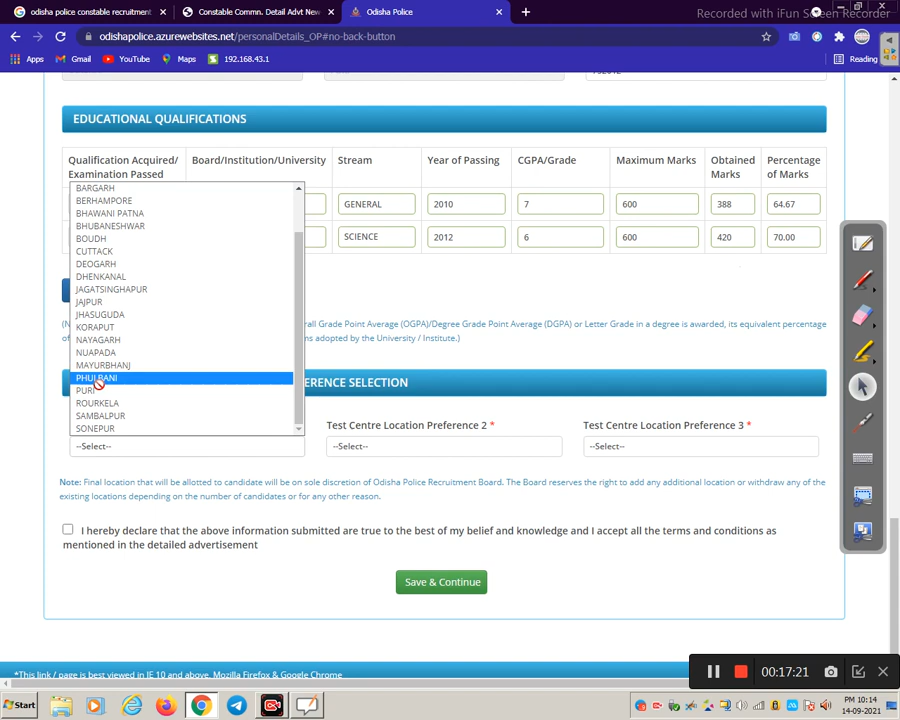 odisha police constable recruitment
Constable Commn. Detail Advt New
Odisha Police
Recorded with iFun Screen Recorder
odishapolice.azurewebsites.net/personalDetails_OP#no-back-button
Apps
Gmail
YouTube
Maps
192.168.43.1
Reading
EDUCATIONAL QUALIFICATIONS
Qualification Acquired/ Board/Institution/University Stream Year of Passing CGPA/Grade Maximum Marks Obtained Percentage
Examination Passed Marks of Marks
GENERAL 2010 7 600 388 64.67
SCIENCE 2012 6 600 420 70.00
BARGARH
BERHAMPORE
BHAWANI PATNA
BHUBANESHWAR
BOUDH
CUTTACK
DEOGARH
DHENKANAL
JAGATSINGHAPUR
JAJPUR
JHASUGUDA
KORAPUT
NAYAGARH
NUAPADA
MAYURBHANJ
PHULBANI
PURI
ROURKELA
SAMBALPUR
SONEPUR
--Select--
erall Grade Point Average (OGPA)/Degree Grade Point Average (DGPA) or Letter Grade in a degree is awarded, its equivalent percentage
ms adopted by the University / Institute.)
ERENCE SELECTION
Test Centre Location Preference 2 *
Test Centre Location Preference 3 *
--Select--
--Select--
Note: Final location that will be allotted to candidate will be on sole discretion of Odisha Police Recruitment Board. The Board reserves the right to add any additional location or withdraw any of the
existing locations depending on the number of candidates or for any other reason.
I hereby declare that the above information submitted are true to the best of my belief and knowledge and I accept all the terms and conditions as
mentioned in the detailed advertisement
Save & Continue
*This link / page is best viewed in IE 10 and above, Mozilla Firefox & Google Chrome
00:17:21
Start
PM 10:14
14-09-2021